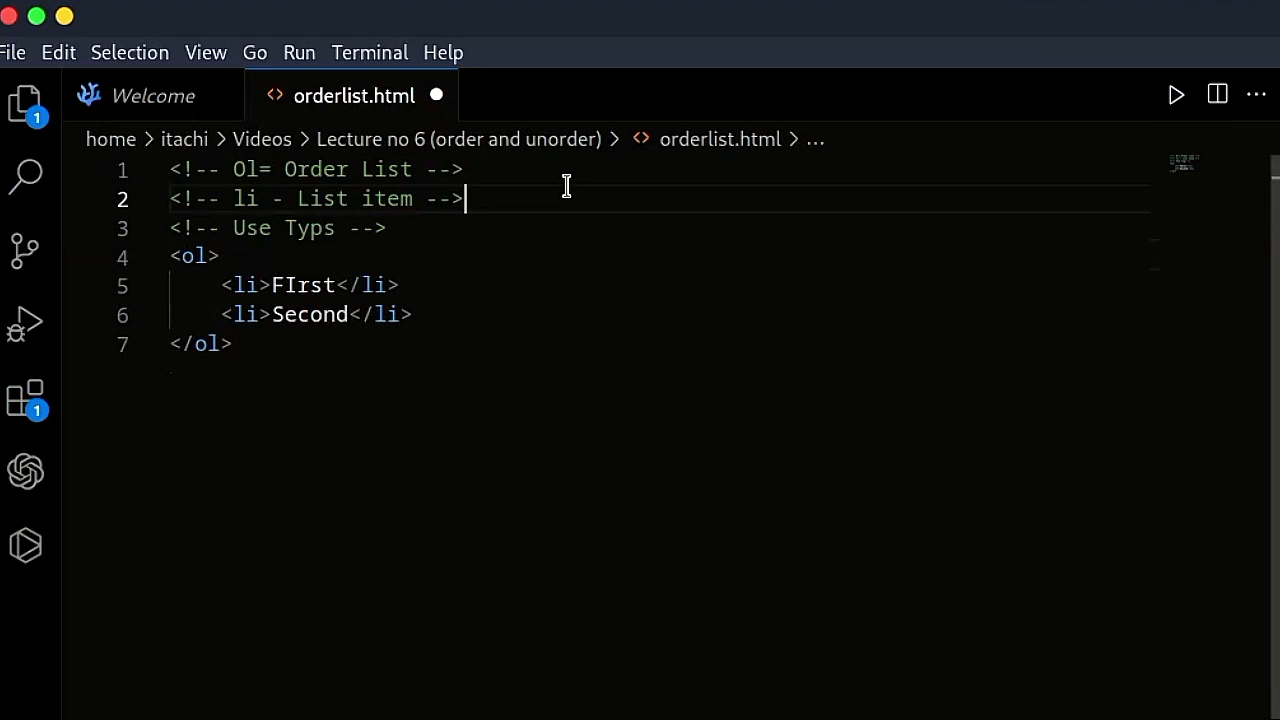 File Edit Selection View Go Run Terminal Help
Welcome orderlist.html
home > itachi > Videos > Lecture no 6 (order and unorder) > orderlist.html > ...
1 <!-- Ol= Order List -->
2 <!-- li - List item -->
3 <!-- Use Typs -->
4 <ol>
5 <li>FIrst</li>
6 <li>Second</li>
7 </ol>
1
1